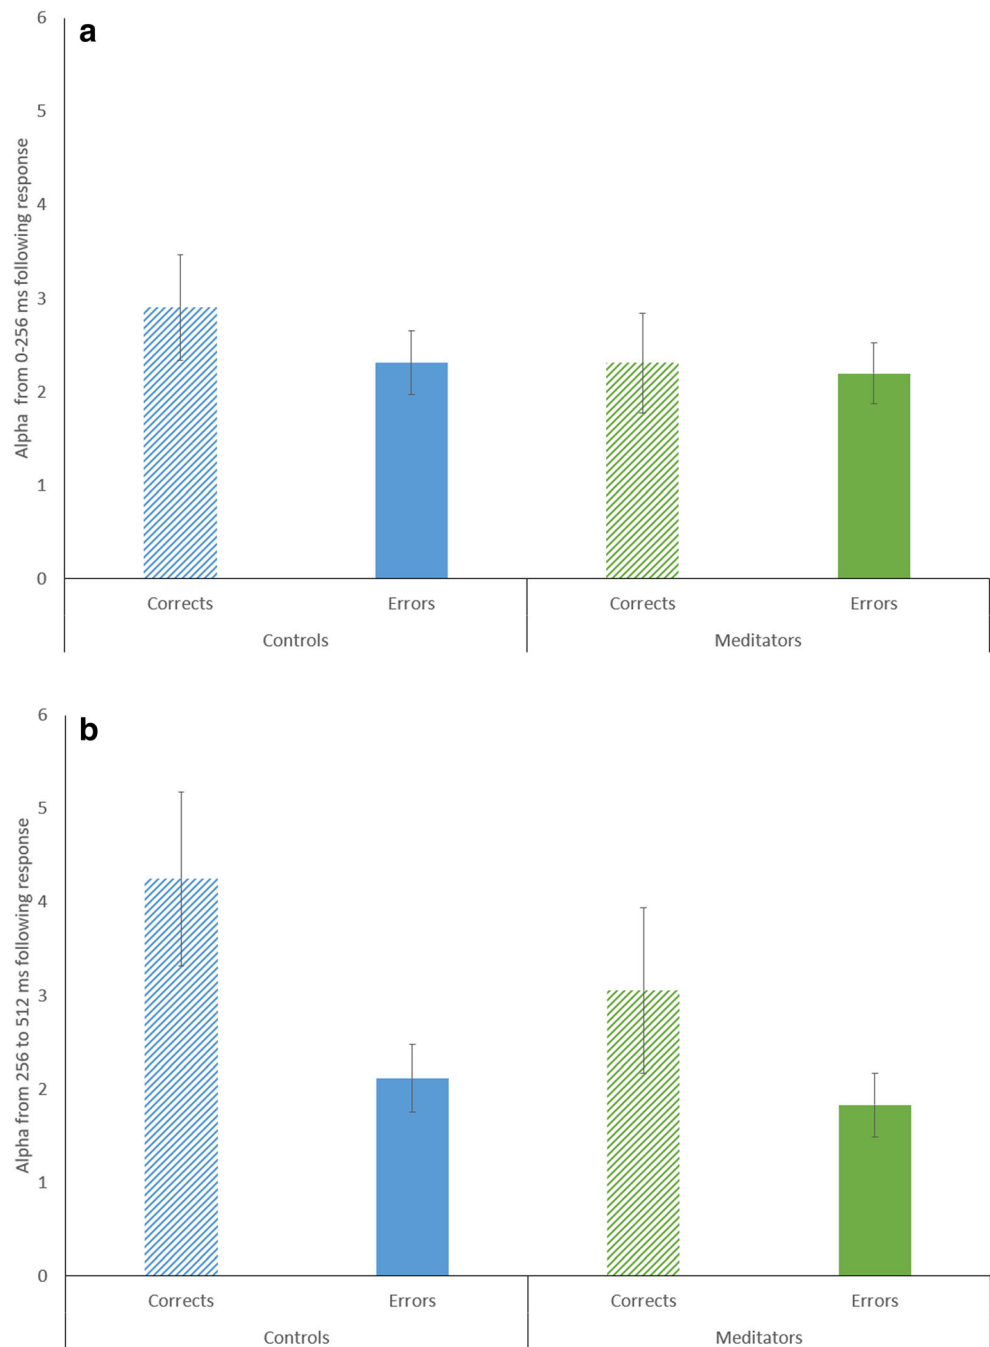 a
Alpha from 0-256 ms following response
6
5
4
3
2
1
0
Corrects Errors Corrects Errors
Controls Meditators
b
Alpha from 256 to 512 ms following response
6
5
4
3
2
1
0
Corrects Errors Corrects Errors
Controls Meditators